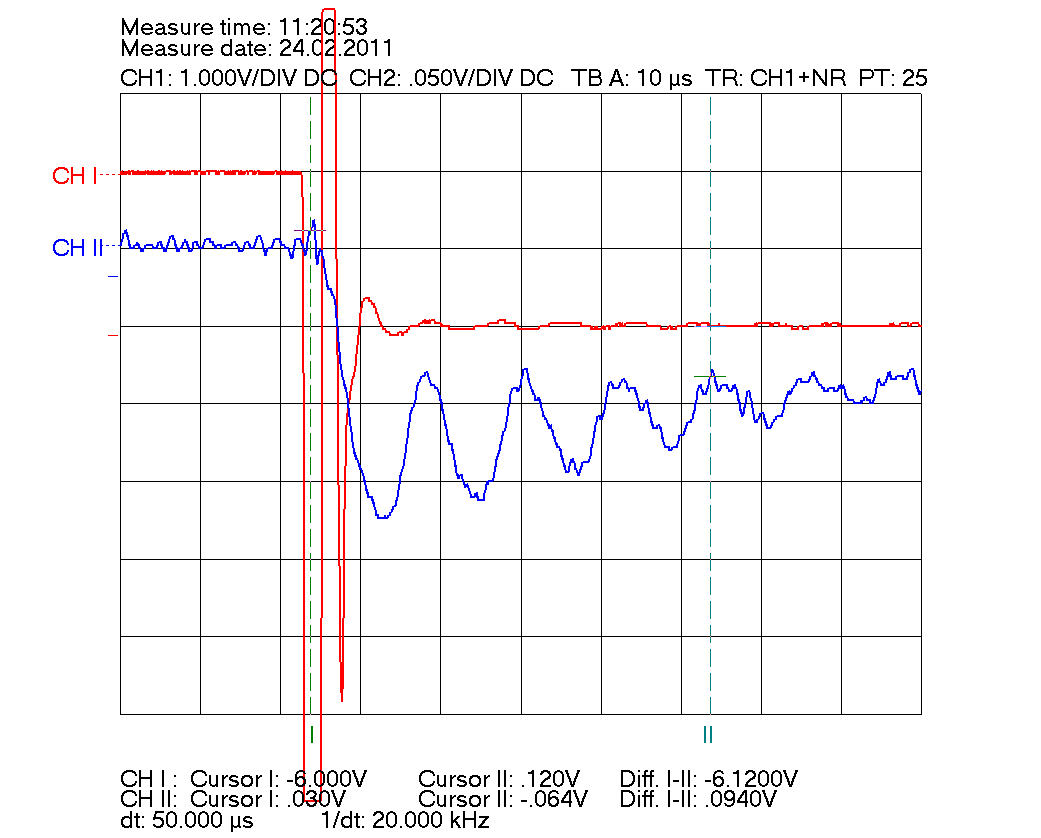 Measure time: 11:20:53
Measure date: 24.02.2011
CH1: 1.000V/DIV DC CH2: .050V/DIV DC TB A: 10 µs TR: CH1+NR PT: 25
CH I
CH II
I
II
CH I : Cursor I: -6.000V Cursor II: .120V Diff. I-II: -6.1200V
CH II: Cursor I: .030V Cursor II: -.064V Diff. I-II: .0940V
dt: 50.000 µs 1/dt: 20.000 kHz